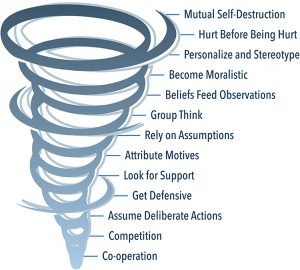 Mutual Self-Destruction
Hurt Before Being Hurt
Personalize and Stereotype
Become Moralistic
Beliefs Feed Observations
Group Think
Rely on Assumptions
Attribute Motives
Look for Support
Get Defensive
Assume Deliberate Actions
Competition
Co-operation